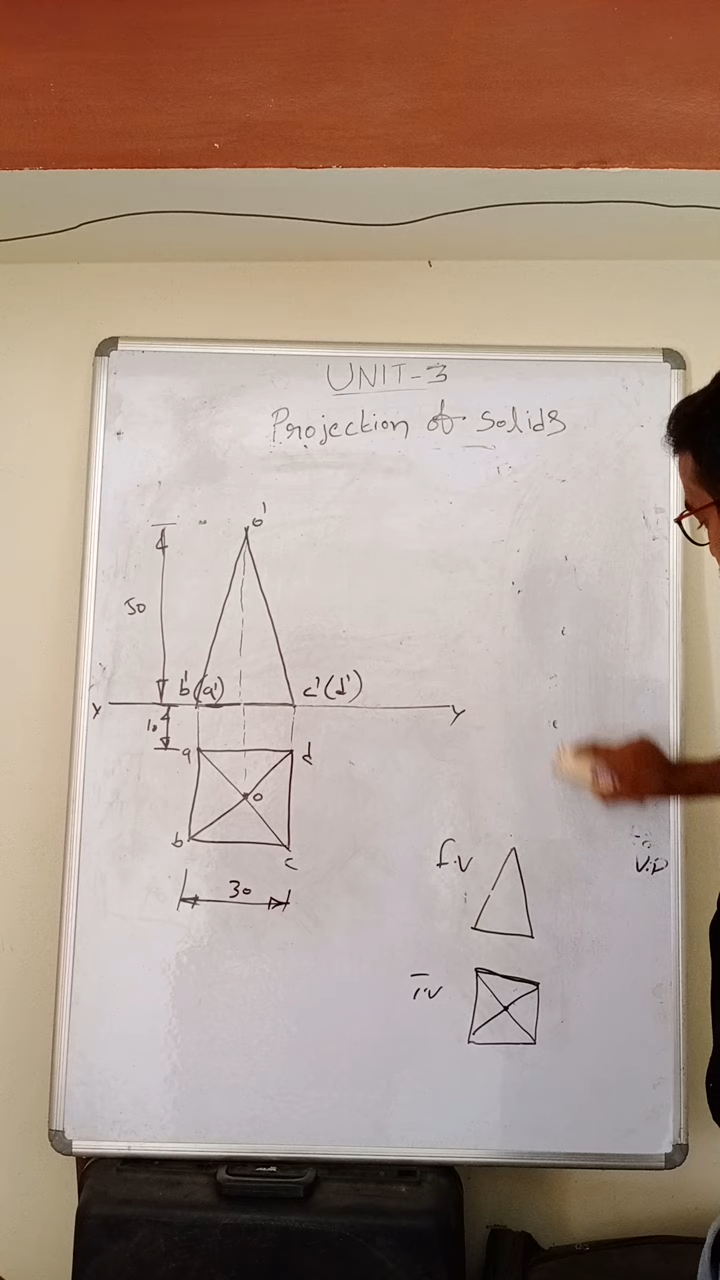 UNIT-3
Projection of solids
o'
50
b'(a')
c'(d')
X
Y
10
a
d
o
b
c
30
f.v
T.v
V.P